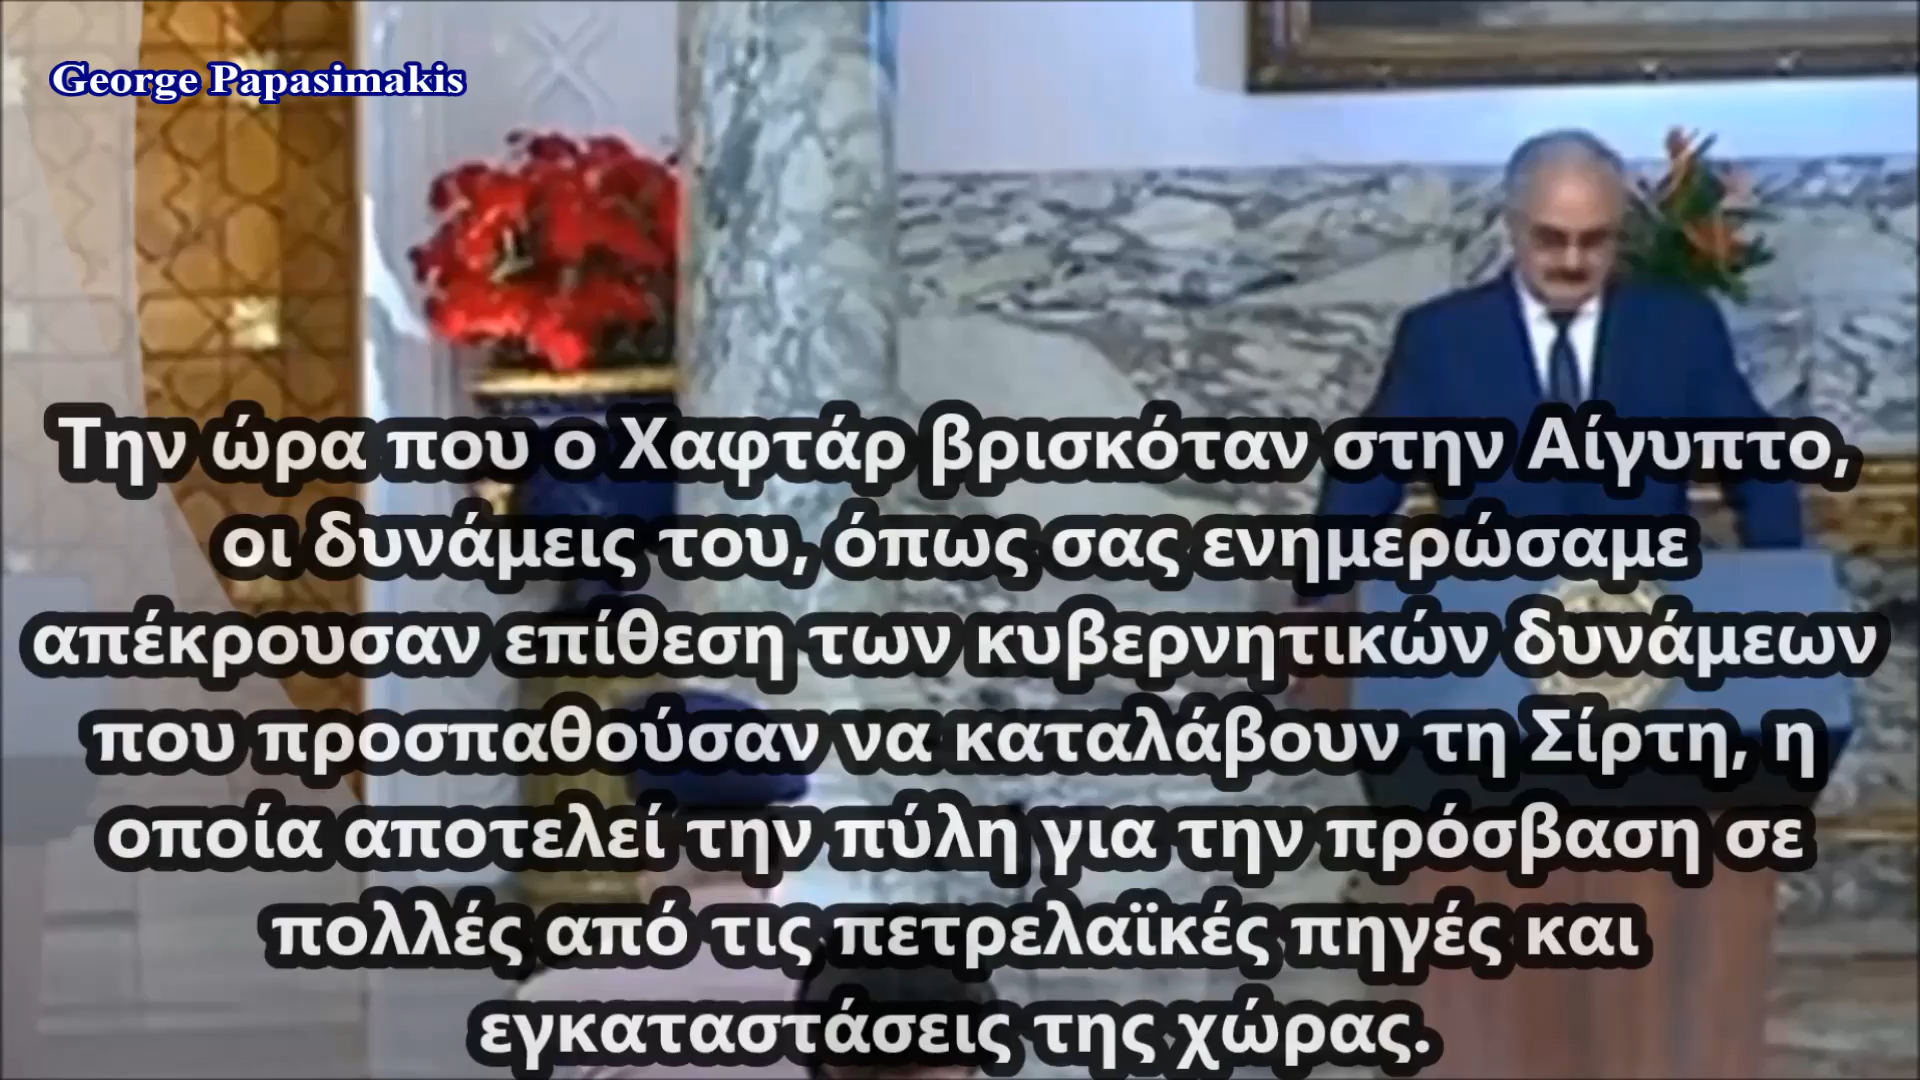 George Papasimakis
Την ώρα που ο Χαφτάρ βρισκόταν στην Αίγυπτο,
οι δυνάμεις του, όπως σας ενημερώσαμε
απέκρουσαν επίθεση των κυβερνητικών δυνάμεων
που προσπαθούσαν να καταλάβουν τη Σίρτη, η
οποία αποτελεί την πύλη για την πρόσβαση σε
πολλές από τις πετρελαϊκές πηγές και
εγκαταστάσεις της χώρας.